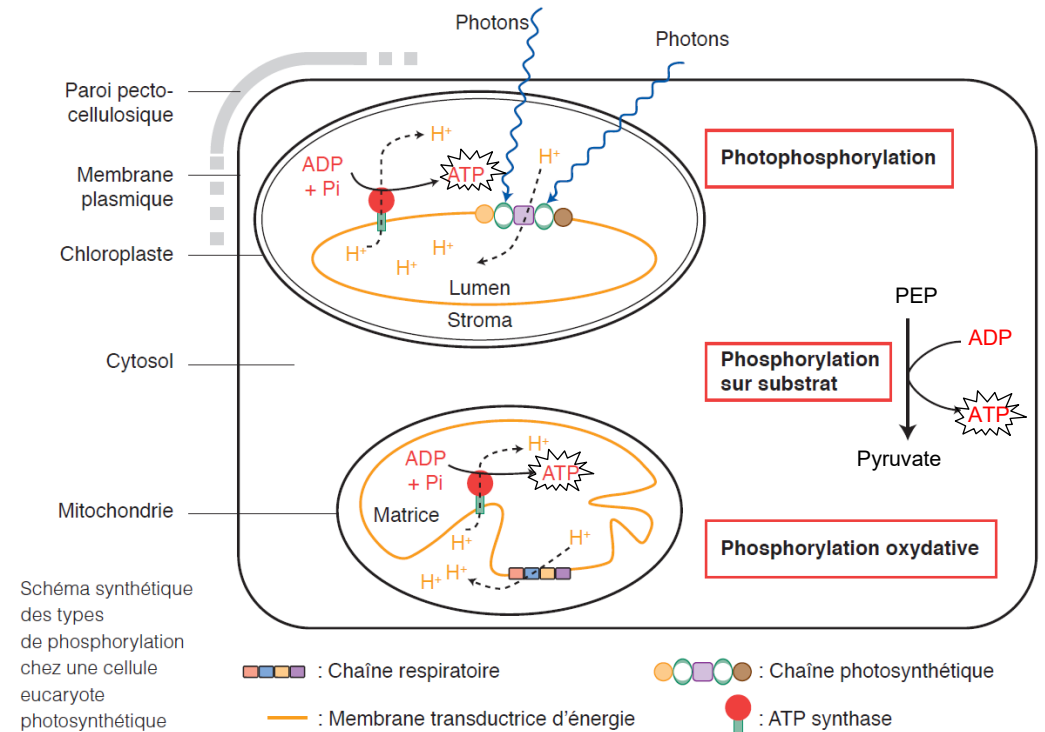 Photons
Photons
Paroi pecto-
cellulosique
Membrane
plasmique
Chloroplaste
Cytosol
Mitochondrie
H+
ADP
+ Pi
ATP
H+
H+
H+
H+
Lumen
Stroma
Photophosphorylation
PEP
ADP
Phosphorylation
sur substrat
ATP
Pyruvate
H+
ADP
+ Pi
ATP
Matrice
H+
H+
H+ H+
Phosphorylation oxydative
Schéma synthétique
des types
de phosphorylation
chez une cellule
eucaryote
photosynthétique
: Chaîne respiratoire
: Chaîne photosynthétique
: Membrane transductrice d'énergie
: ATP synthase